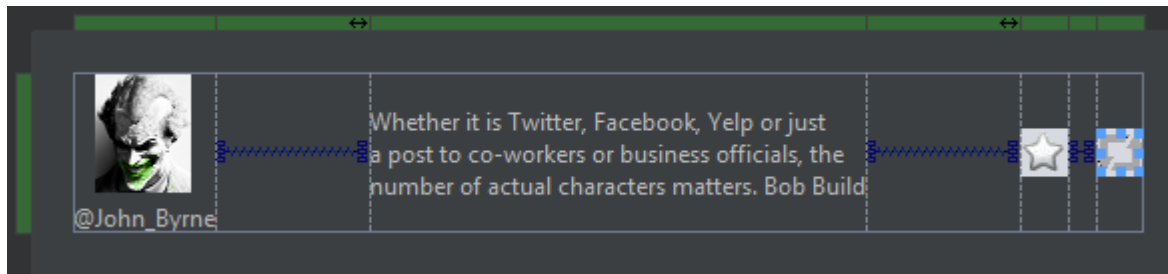 Whether it is Twitter, Facebook, Yelp or just
a post to co-workers or business officials, the
number of actual characters matters. Bob Build
@John_Byrne